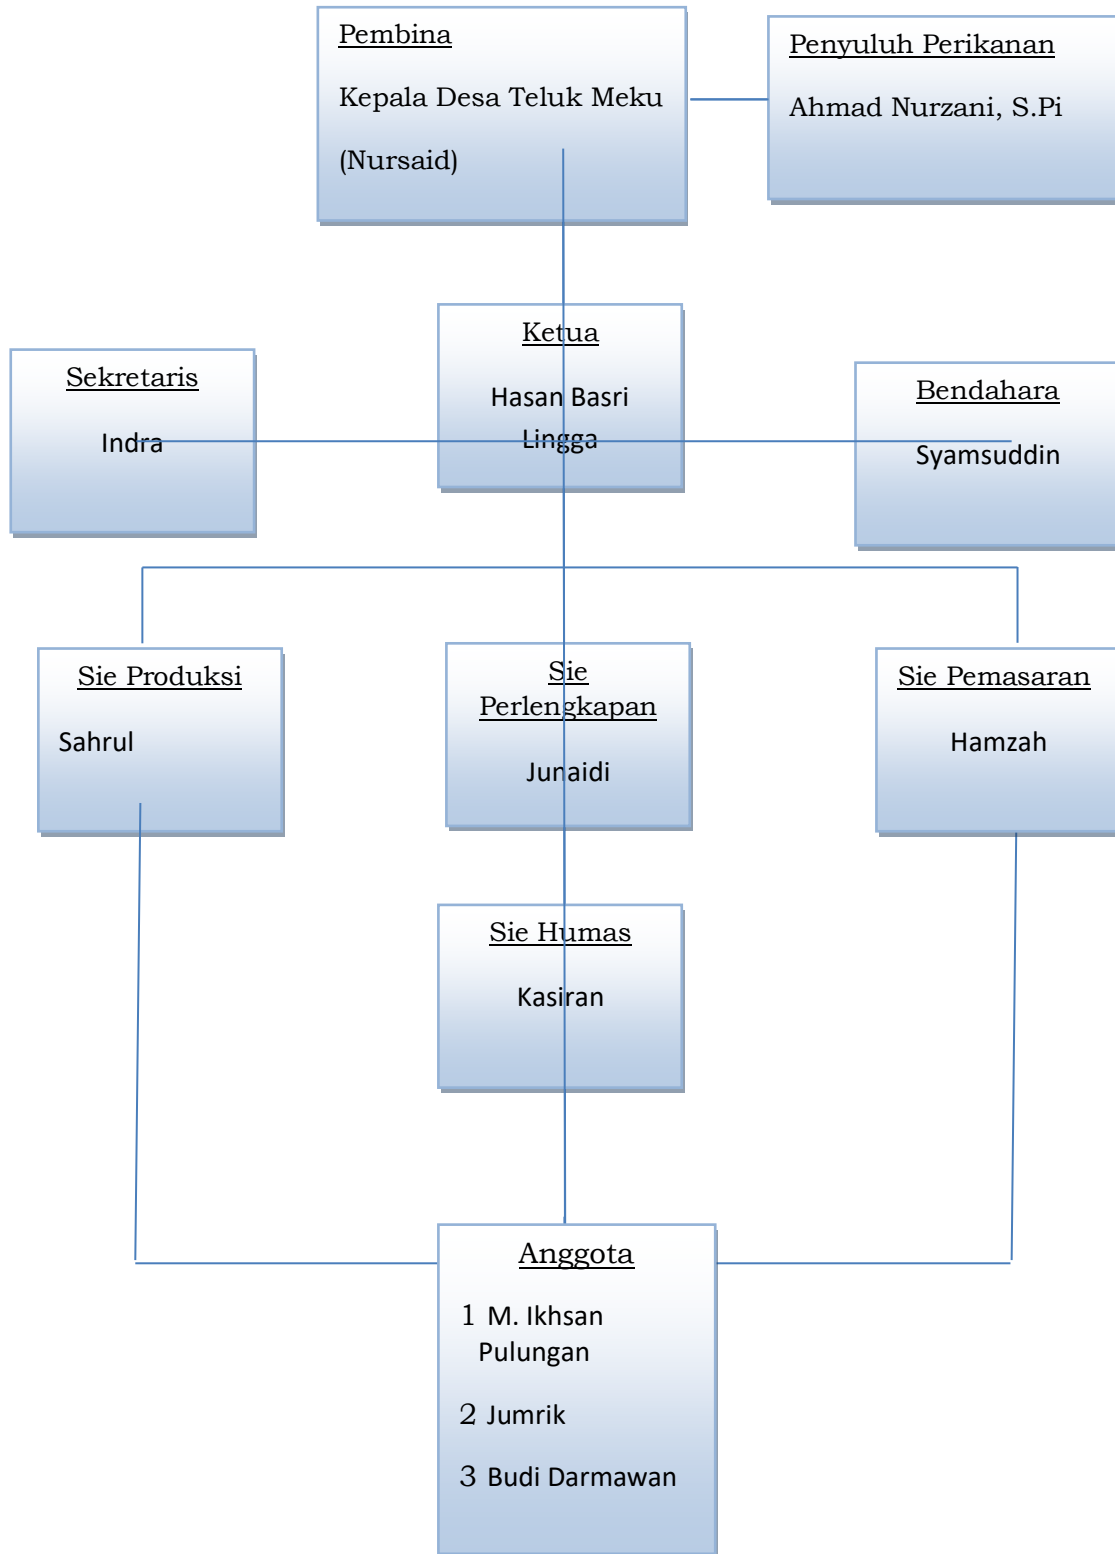 Pembina
Kepala Desa Teluk Meku
(Nursaid)
Penyuluh Perikanan
Ahmad Nurzani, S.Pi
Ketua
Hasan Basri
Lingga
Sekretaris
Indra
Bendahara
Syamsuddin
Sie Produksi
Sahrul
Sie
Perlengkapan
Junaidi
Sie Pemasaran
Hamzah
Sie Humas
Kasiran
Anggota
1 M. Ikhsan
Pulungan
2 Jumrik
3 Budi Darmawan